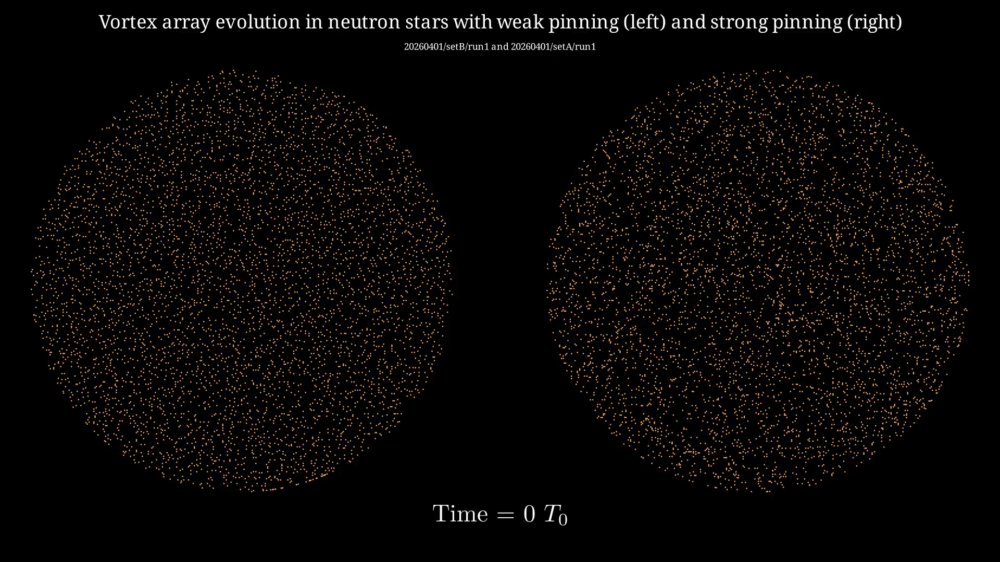 Vortex array evolution in neutron stars with weak pinning (left) and strong pinning (right)
20260401/setB/run1 and 20260401/setA/run1
Time = 0 T₀